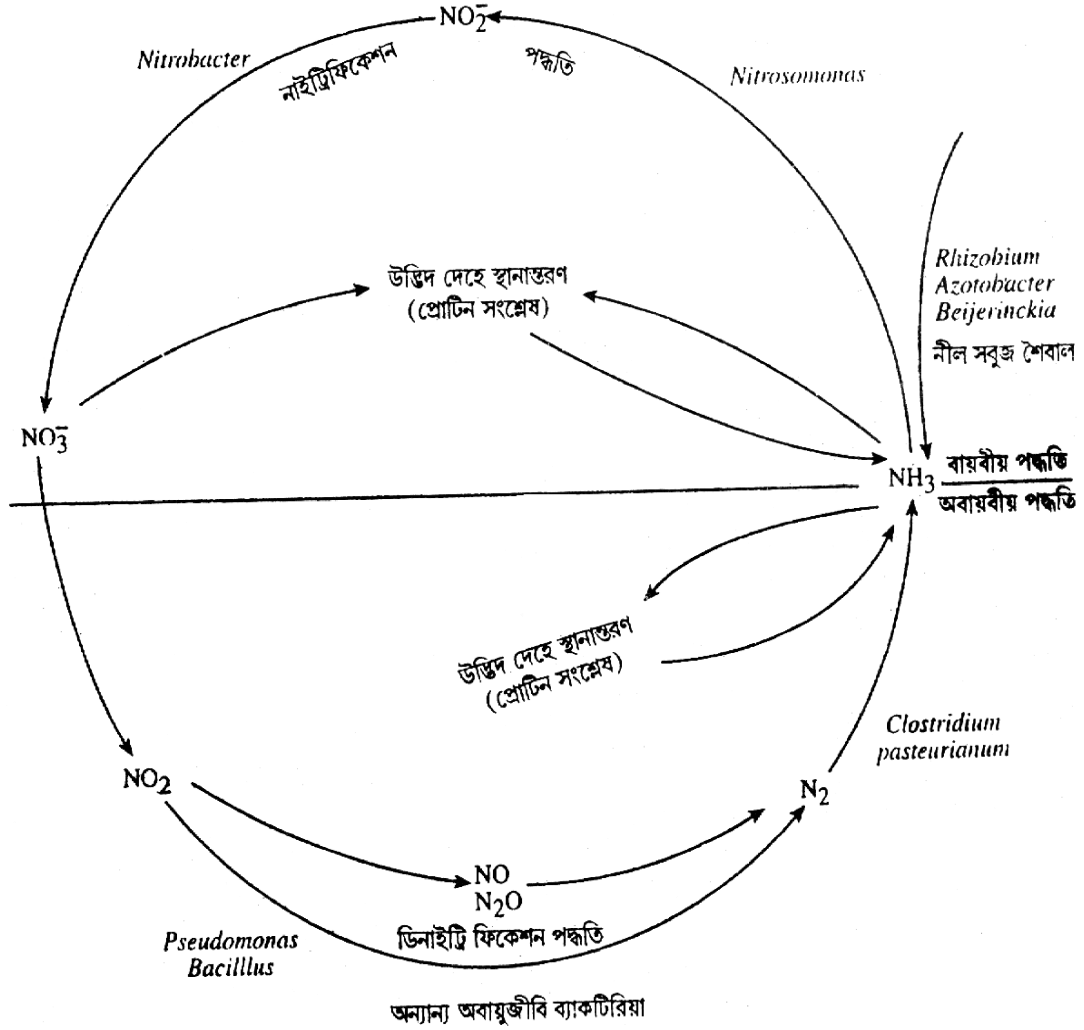 NO₂⁻
Nitrobacter
নাইট্রিফিকেশন পদ্ধতি
Nitrosomonas
Rhizobium
Azotobacter
Beijerinckia
নীল সবুজ শৈবাল
উদ্ভিদ দেহে স্থানান্তরণ
(প্রোটিন সংশ্লেষ)
NO₃⁻
NH₃
বায়বীয় পদ্ধতি
অবায়বীয় পদ্ধতি
উদ্ভিদ দেহে স্থানান্তরণ
(প্রোটিন সংশ্লেষ)
Clostridium
pasteurianum
NO₂
N₂
NO
N₂O
ডিনাইট্রি ফিকেশন পদ্ধতি
Pseudomonas
Bacilllus
অন্যান্য অবায়ুজীবি ব্যাকটিরিয়া